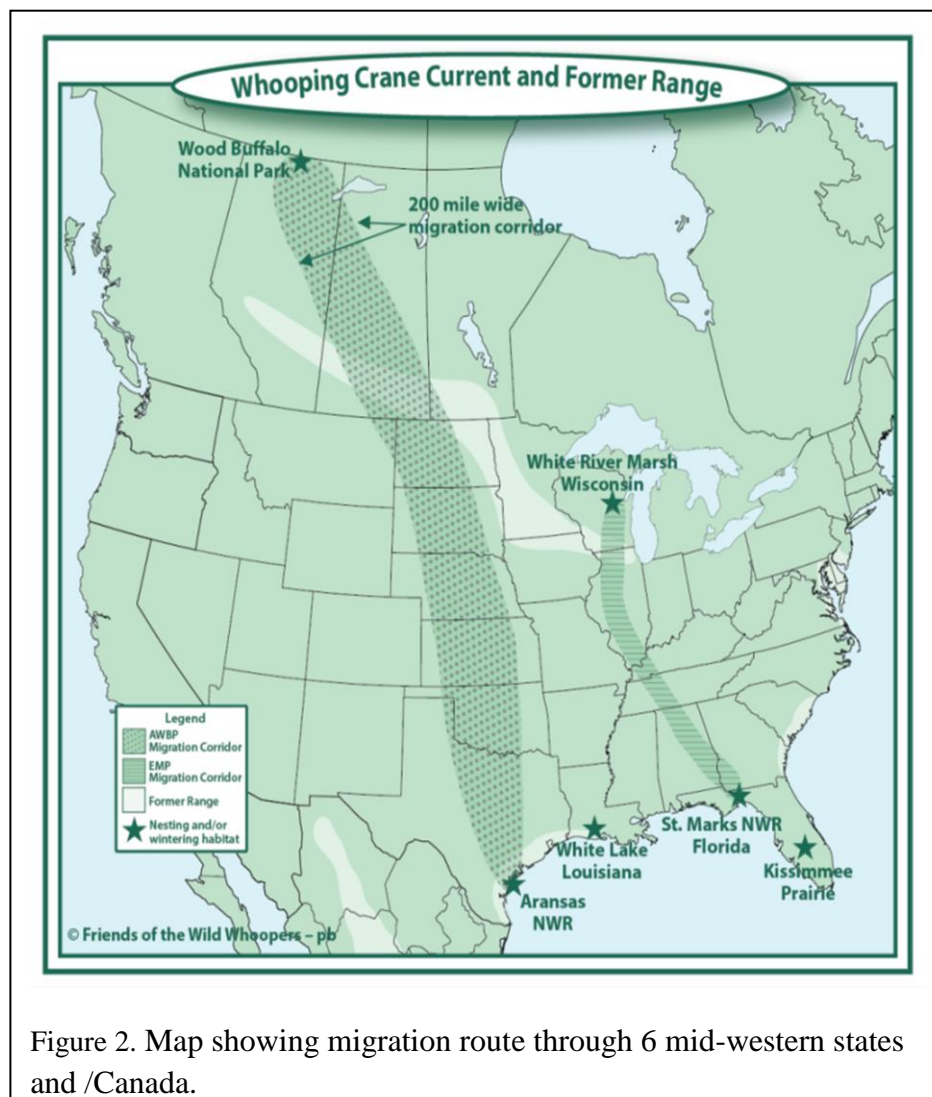 Whooping Crane Current and Former Range
Wood Buffalo
National Park
200 mile wide
migration corridor
White River Marsh
Wisconsin
Legend
AWBP
Migration Corridor
EMP
Migration Corridor
Former Range
Nesting and/or
wintering habitat
St. Marks NWR
Florida
White Lake
Louisiana
Kissimmee
Prairie
Aransas
NWR
© Friends of the Wild Whoopers – pb
Figure 2. Map showing migration route through 6 mid-western states
and /Canada.